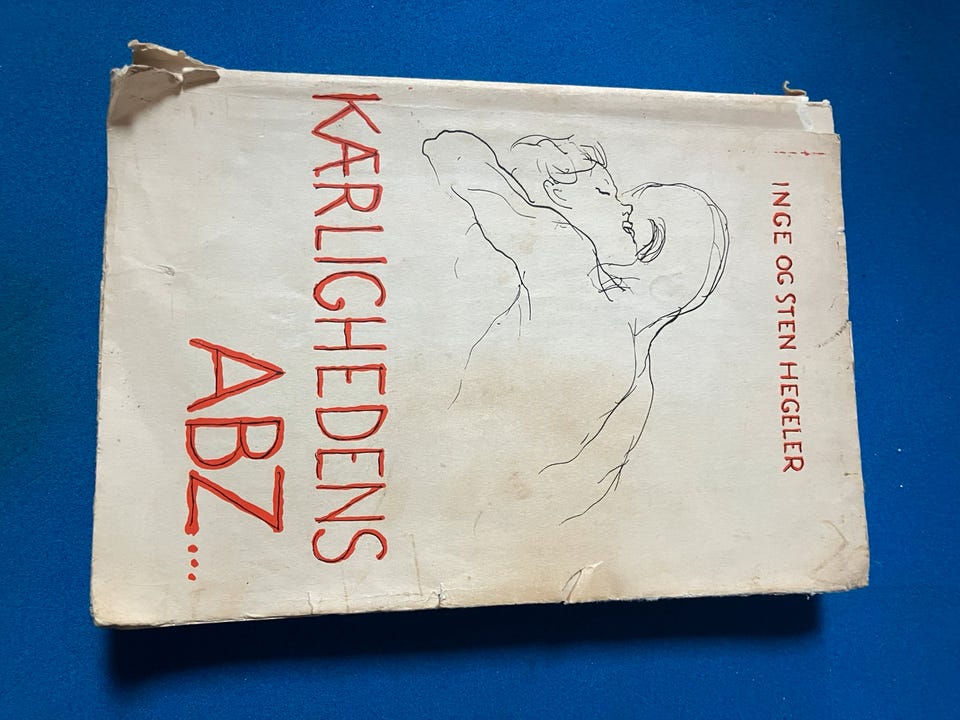 INGE OG STEN HEGELER
KÆRLIGHEDENS
ABZ...